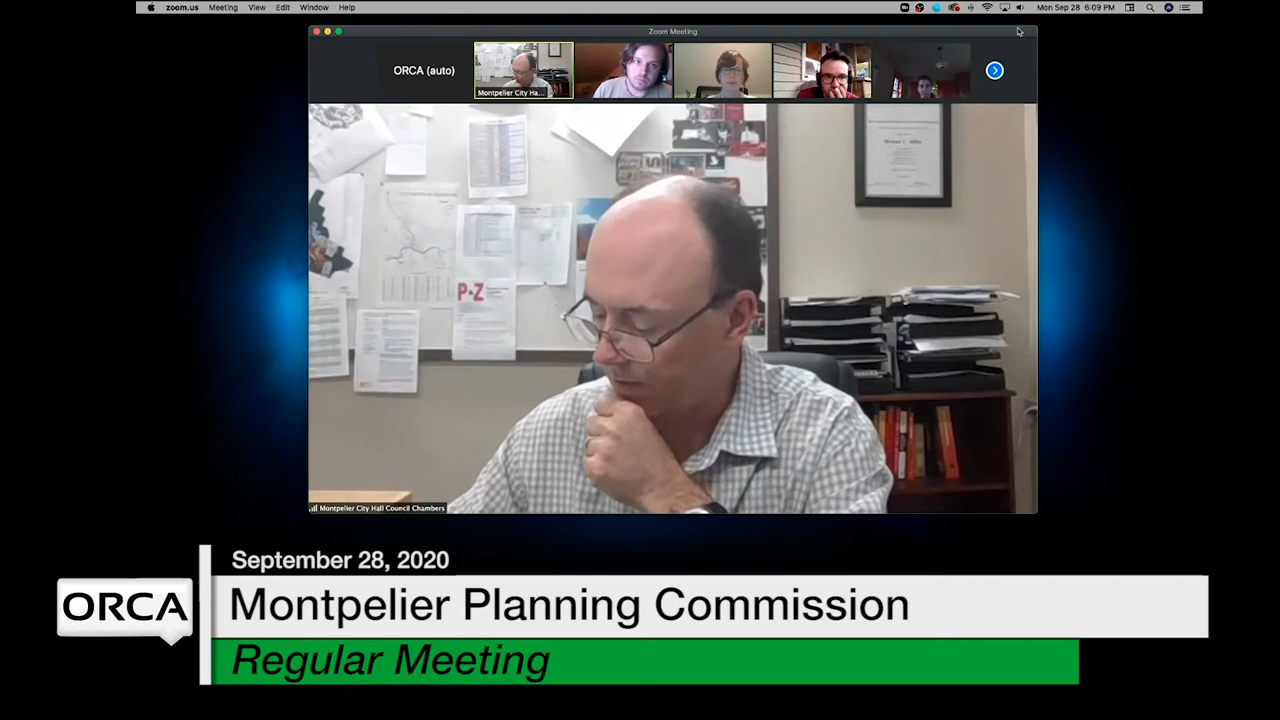 zoom.us Meeting View Edit Window Help Mon Sep 28 6:09 PM
Zoom Meeting
ORCA (auto)
Montpelier City Ha...
P Z
Montpelier City Hall Council Chambers
September 28, 2020
ORCA
Montpelier Planning Commission
Regular Meeting